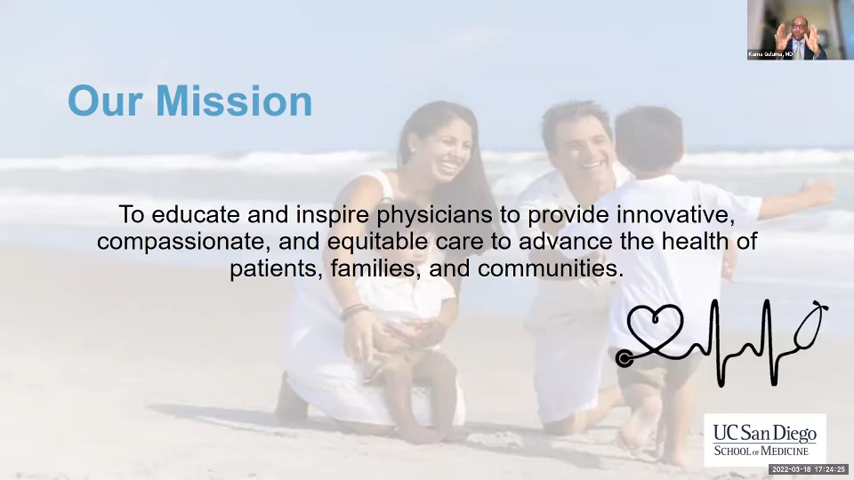 Our Mission
To educate and inspire physicians to provide innovative,
compassionate, and equitable care to advance the health of
patients, families, and communities.
UC San Diego
SCHOOL OF MEDICINE
2022-03-18 17:24:25